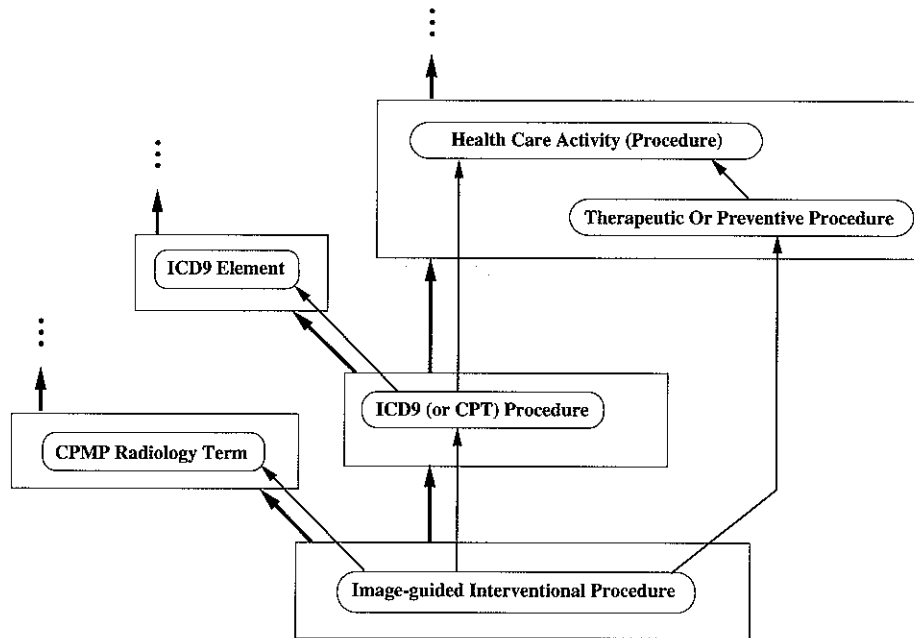 Health Care Activity (Procedure)
Therapeutic Or Preventive Procedure
ICD9 Element
ICD9 (or CPT) Procedure
CPMP Radiology Term
Image-guided Interventional Procedure